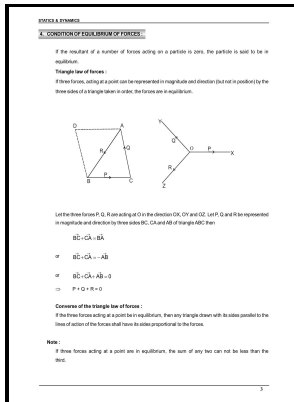 STATICS & DYNAMICS
4. CONDITION OF EQUILIBRIUM OF FORCES :
If the resultant of a number of forces acting on a particle is zero, the particle is said to be in
equilibrium.
Triangle law of forces :
If three forces, acting at a point can be represented in magnitude and direction (but not in position) by the
three sides of a triangle taken in order, the forces are in equilibrium.
D A Y
Q
R Q O P X
R
P
B C Z
Let the three forces P, Q, R are acting at O in the direction OX, OY and OZ. Let P, Q and R be represented
in magnitude and direction by three sides BC, CA and AB of triangle ABC then
BC + CA = BA
or BC + CA = – AB
or BC + CA + AB = 0
⇒ P + Q + R = 0
Converse of the triangle law of forces :
If the three forces acting at a point be in equilibrium, then any triangle drawn with its sides parallel to the
lines of action of the forces shall have its sides proportional to the forces.
Note :
If three forces acting at a point are in equilibrium, the sum of any two can not be less than the
third.
3